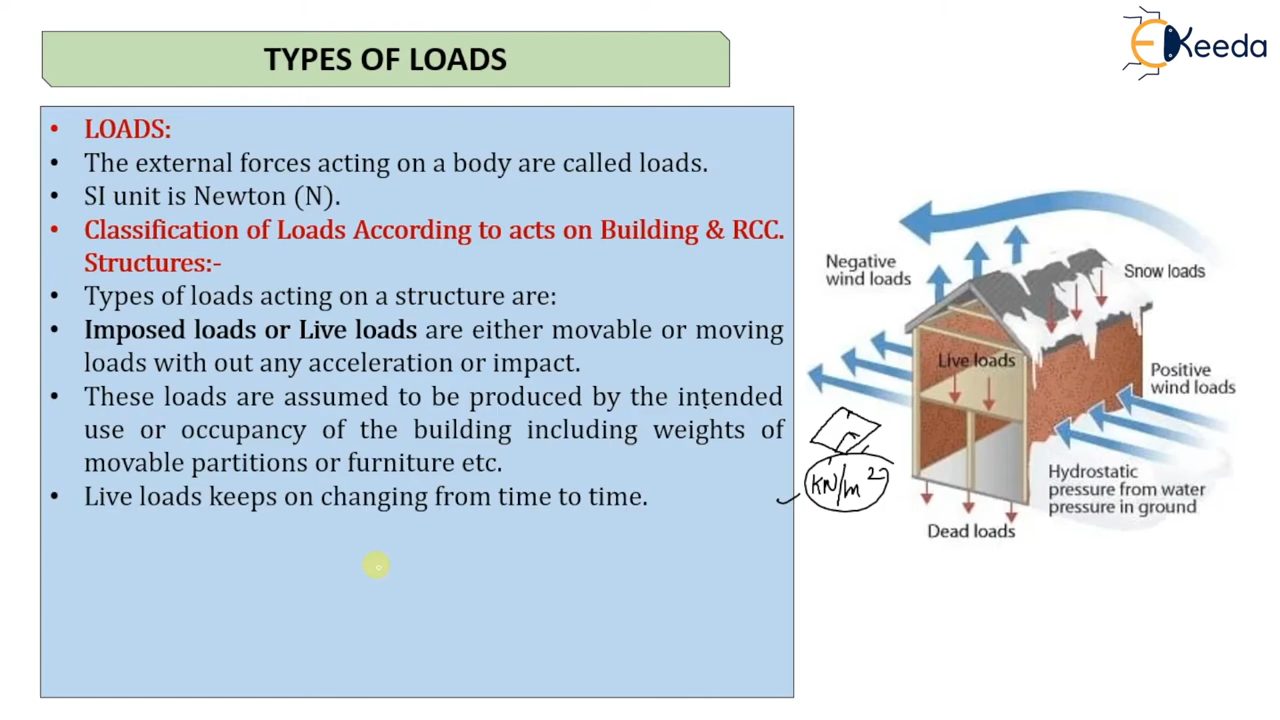 TYPES OF LOADS
EKeeda
• LOADS:
• The external forces acting on a body are called loads.
• SI unit is Newton (N).
• Classification of Loads According to acts on Building & RCC.
Structures:-
• Types of loads acting on a structure are:
• Imposed loads or Live loads are either movable or moving
loads with out any acceleration or impact.
• These loads are assumed to be produced by the intended
use or occupancy of the building including weights of
movable partitions or furniture etc.
• Live loads keeps on changing from time to time.
Negative
wind loads
Snow loads
Live loads
Positive
wind loads
KN/m²
Hydrostatic
pressure from water
pressure in ground
Dead loads